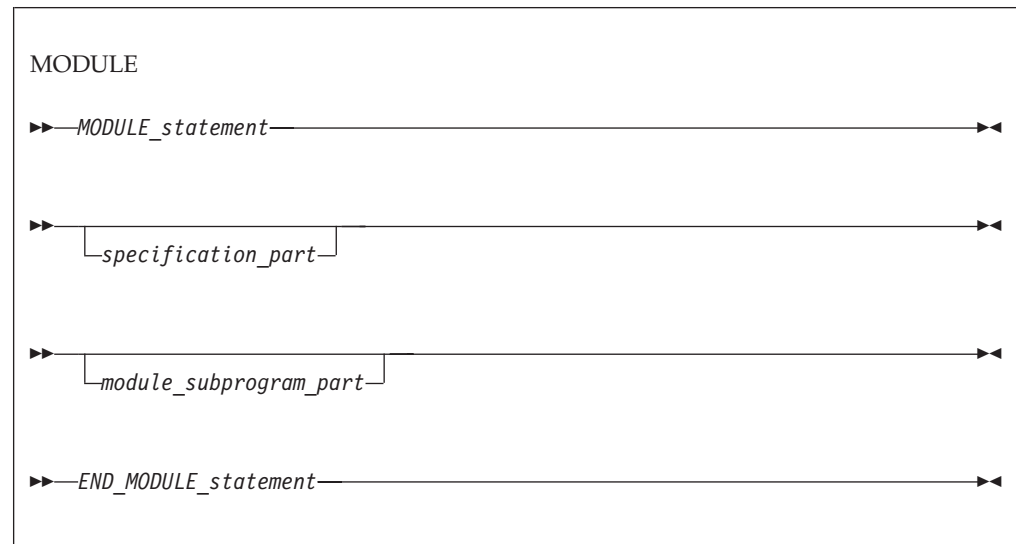 MODULE
MODULE_statement
specification_part
module_subprogram_part
END_MODULE_statement